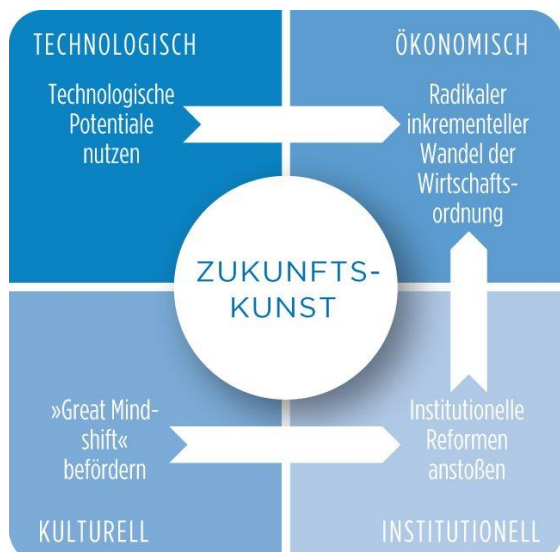 TECHNOLOGISCH
Technologische
Potentiale
nutzen
ÖKONOMISCH
Radikaler
inkrementeller
Wandel der
Wirtschafts-
ordnung
ZUKUNFTS-
KUNST
»Great Mind-
shift«
befördern
KULTURELL
Institutionelle
Reformen
anstoßen
INSTITUTIONELL